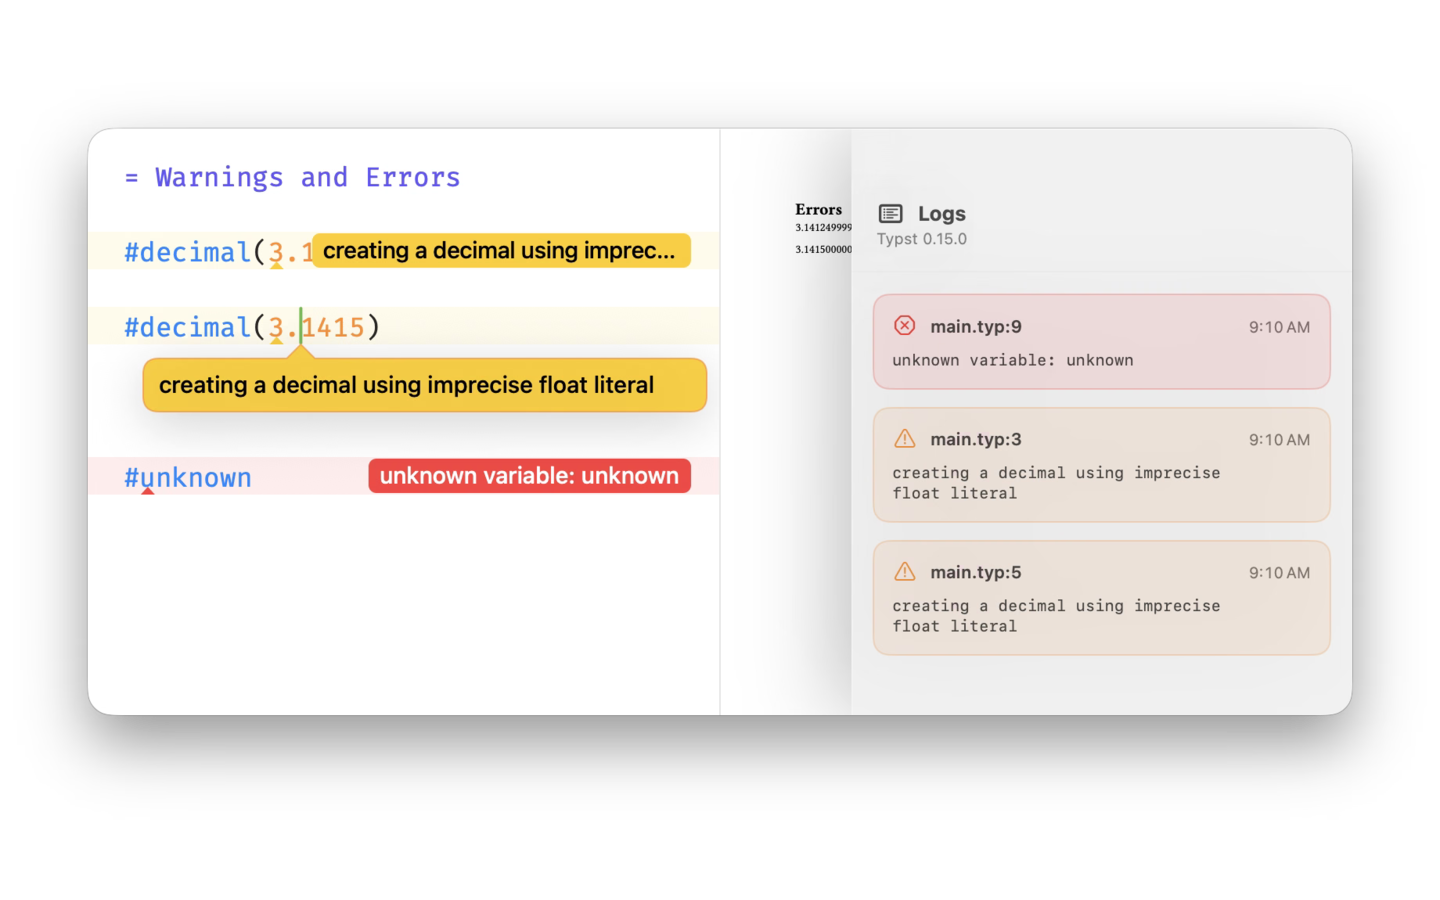 = Warnings and Errors
#decimal(3.1
creating a decimal using imprec...
#decimal(3.1415)
creating a decimal using imprecise float literal
#unknown
unknown variable: unknown
Errors
3.141249999
3.141500000
Logs
Typst 0.15.0
main.typ:9
9:10 AM
unknown variable: unknown
main.typ:3
9:10 AM
creating a decimal using imprecise
float literal
main.typ:5
9:10 AM
creating a decimal using imprecise
float literal